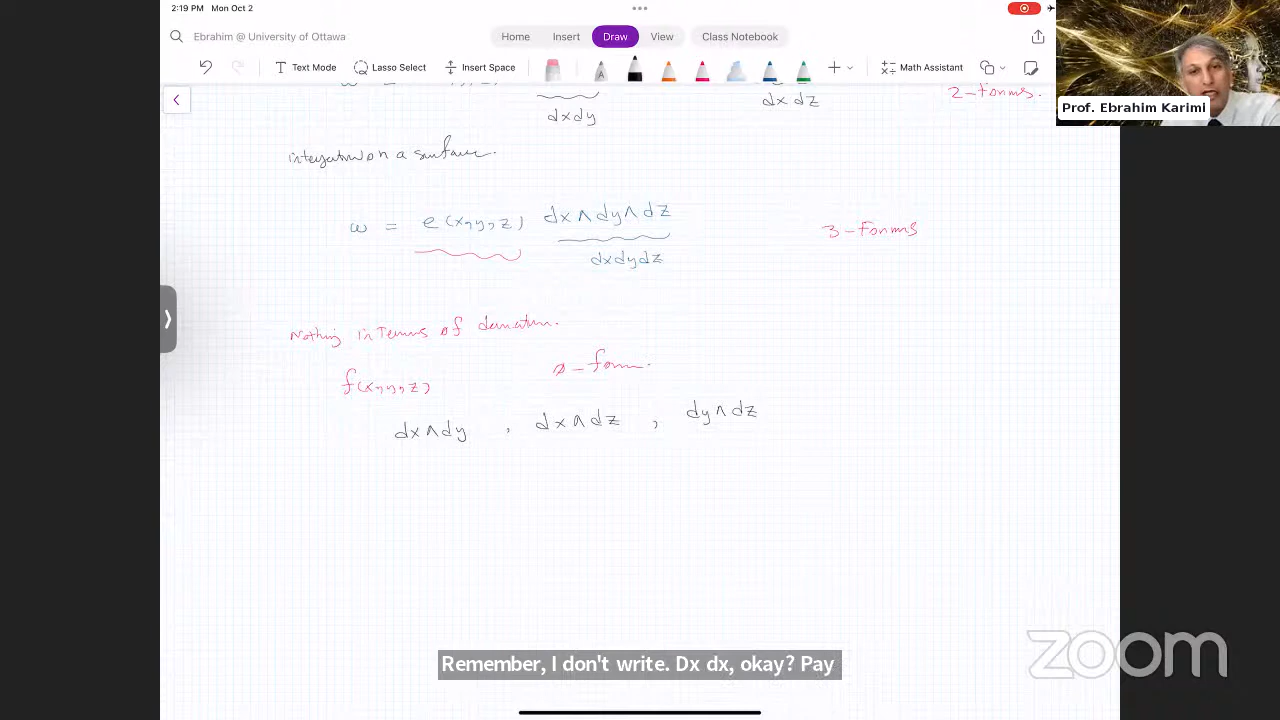 2:19 PM Mon Oct 2
Ebrahim @ University of Ottawa
Home Insert Draw View Class Notebook
Text Mode Lasso Select Insert Space Math Assistant
Prof. Ebrahim Karimi
2-forms.
dxdy
dx dz
integration on a surface.
ω = e(x,y,z) dx∧dy∧dz
3-forms
dxdydz
Nothing in Terms of
f(x,y,z)
0-form.
dx∧dy , dx∧dz , dy∧dz
Remember, I don't write. Dx dx, okay? Pay
zoom